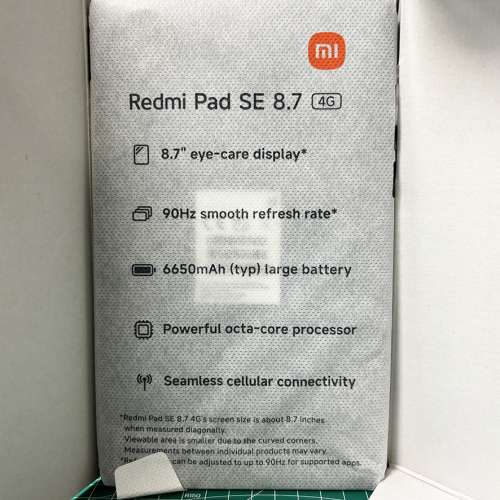 mi
Redmi Pad SE 8.7 4G
8.7" eye-care display*
90Hz smooth refresh rate*
6650mAh (typ) large battery
Powerful octa-core processor
Seamless cellular connectivity
*Redmi Pad SE 8.7 4G's screen size is about 8.7 inches
when measured diagonally.
Viewable area is smaller due to the curved corners.
Measurements between individual products may vary.
can be adjusted to up to 90Hz for supported apps.